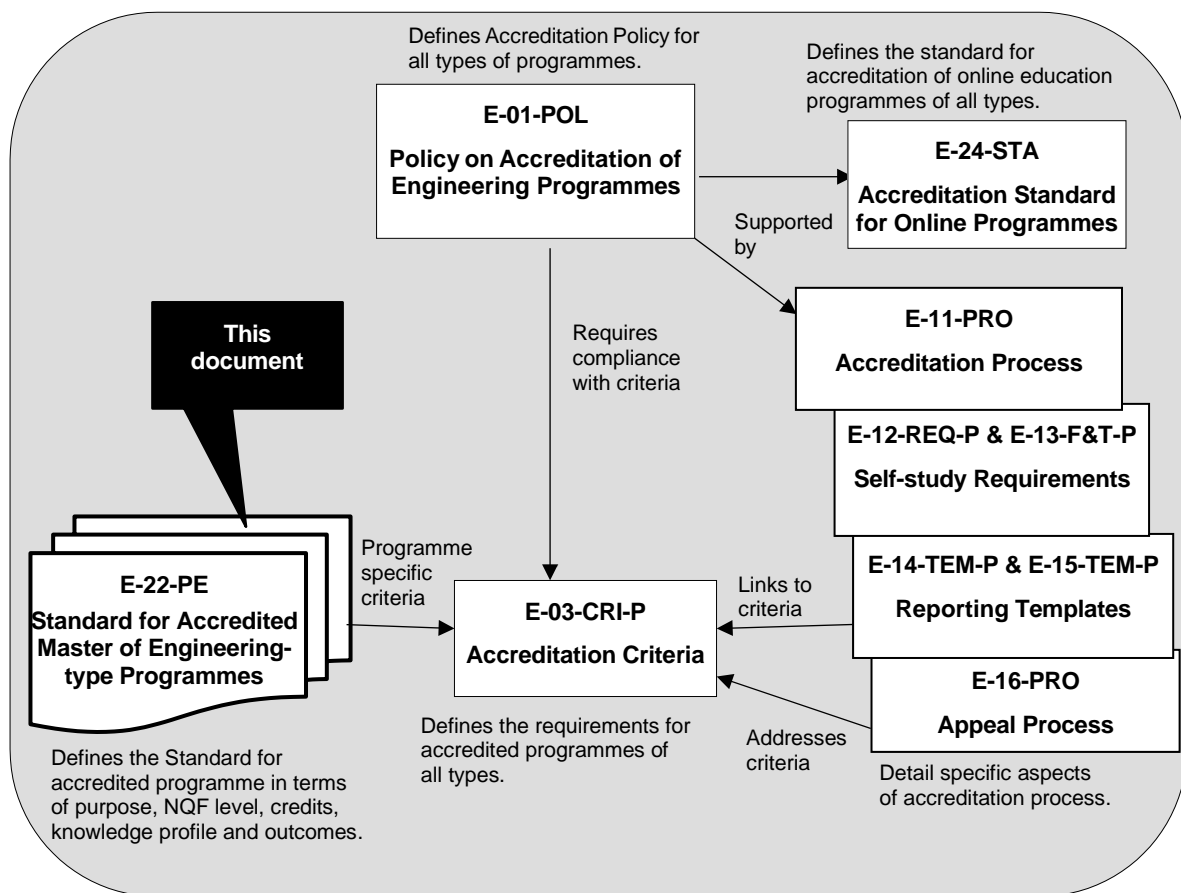 Defines Accreditation Policy for
all types of programmes.
Defines the standard for
accreditation of online education
programmes of all types.
E-01-POL
Policy on Accreditation of
Engineering Programmes
E-24-STA
Accreditation Standard
for Online Programmes
Supported
by
This
document
Requires
compliance
with criteria
E-11-PRO
Accreditation Process
E-12-REQ-P & E-13-F&T-P
Self-study Requirements
E-22-PE
Standard for Accredited
Master of Engineering-
type Programmes
Programme
specific
criteria
E-03-CRI-P
Accreditation Criteria
Links to
criteria
E-14-TEM-P & E-15-TEM-P
Reporting Templates
E-16-PRO
Appeal Process
Defines the Standard for
accredited programme in terms
of purpose, NQF level, credits,
knowledge profile and outcomes.
Defines the requirements for
accredited programmes of
all types.
Addresses
criteria
Detail specific aspects
of accreditation process.